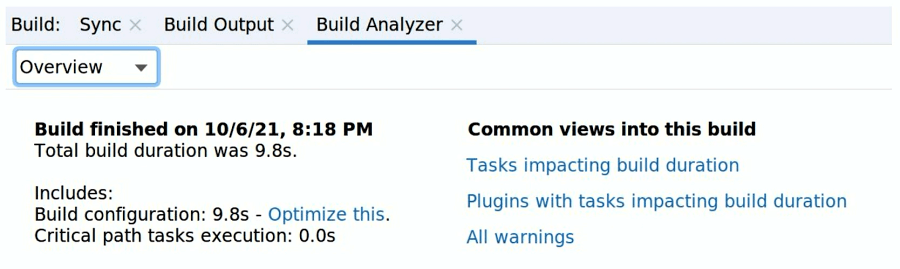 Build: Sync × Build Output × Build Analyzer ×
Overview
Build finished on 10/6/21, 8:18 PM
Total build duration was 9.8s.
Includes:
Build configuration: 9.8s - Optimize this.
Critical path tasks execution: 0.0s
Common views into this build
Tasks impacting build duration
Plugins with tasks impacting build duration
All warnings